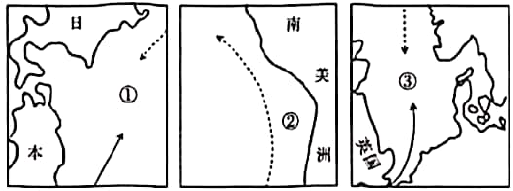 日
本
①
南
美
洲
②
英国
③